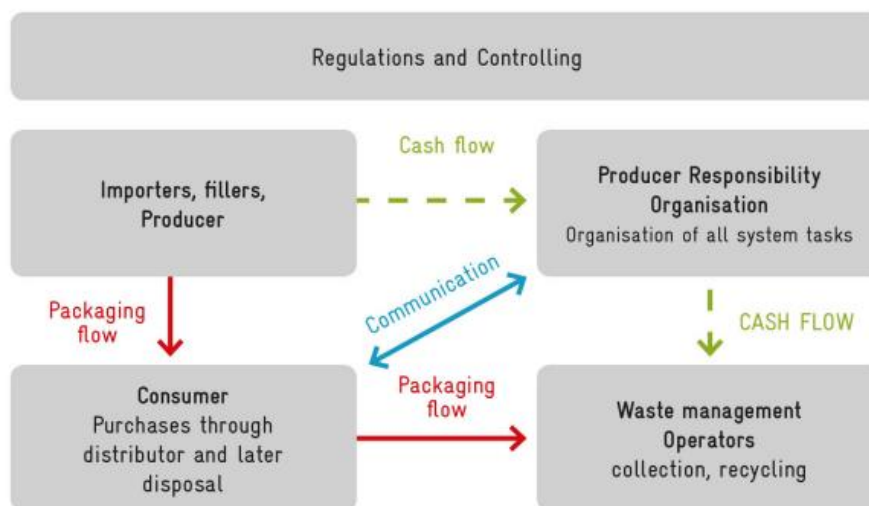 Regulations and Controlling
Cash flow
Importers, fillers,
Producer
Producer Responsibility
Organisation
Organisation of all system tasks
Packaging
flow
Communication
CASH FLOW
Consumer
Purchases through
distributor and later
disposal
Packaging
flow
Waste management
Operators
collection, recycling